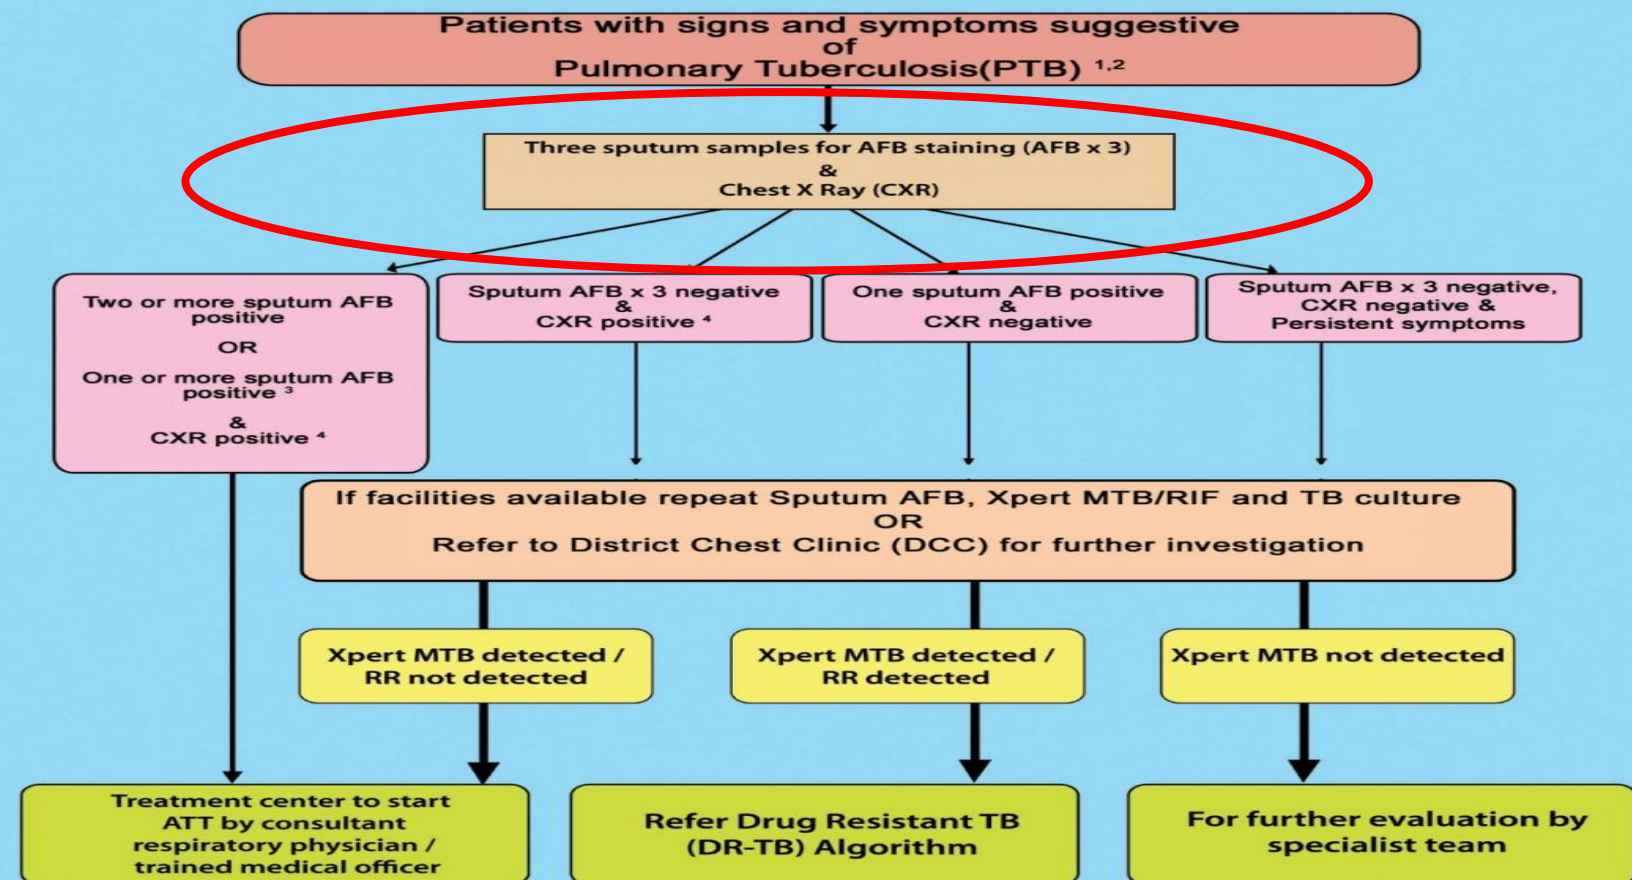 Patients with signs and symptoms suggestive
of
Pulmonary Tuberculosis(PTB) ¹,²
Three sputum samples for AFB staining (AFB x 3)
&
Chest X Ray (CXR)
Two or more sputum AFB
positive
OR
One or more sputum AFB
positive ³
&
CXR positive ⁴
Sputum AFB x 3 negative
&
CXR positive ⁴
One sputum AFB positive
&
CXR negative
Sputum AFB x 3 negative,
CXR negative &
Persistent symptoms
If facilities available repeat Sputum AFB, Xpert MTB/RIF and TB culture
OR
Refer to District Chest Clinic (DCC) for further investigation
Xpert MTB detected /
RR not detected
Xpert MTB detected /
RR detected
Xpert MTB not detected
Treatment center to start
ATT by consultant
respiratory physician /
trained medical officer
Refer Drug Resistant TB
(DR-TB) Algorithm
For further evaluation by
specialist team